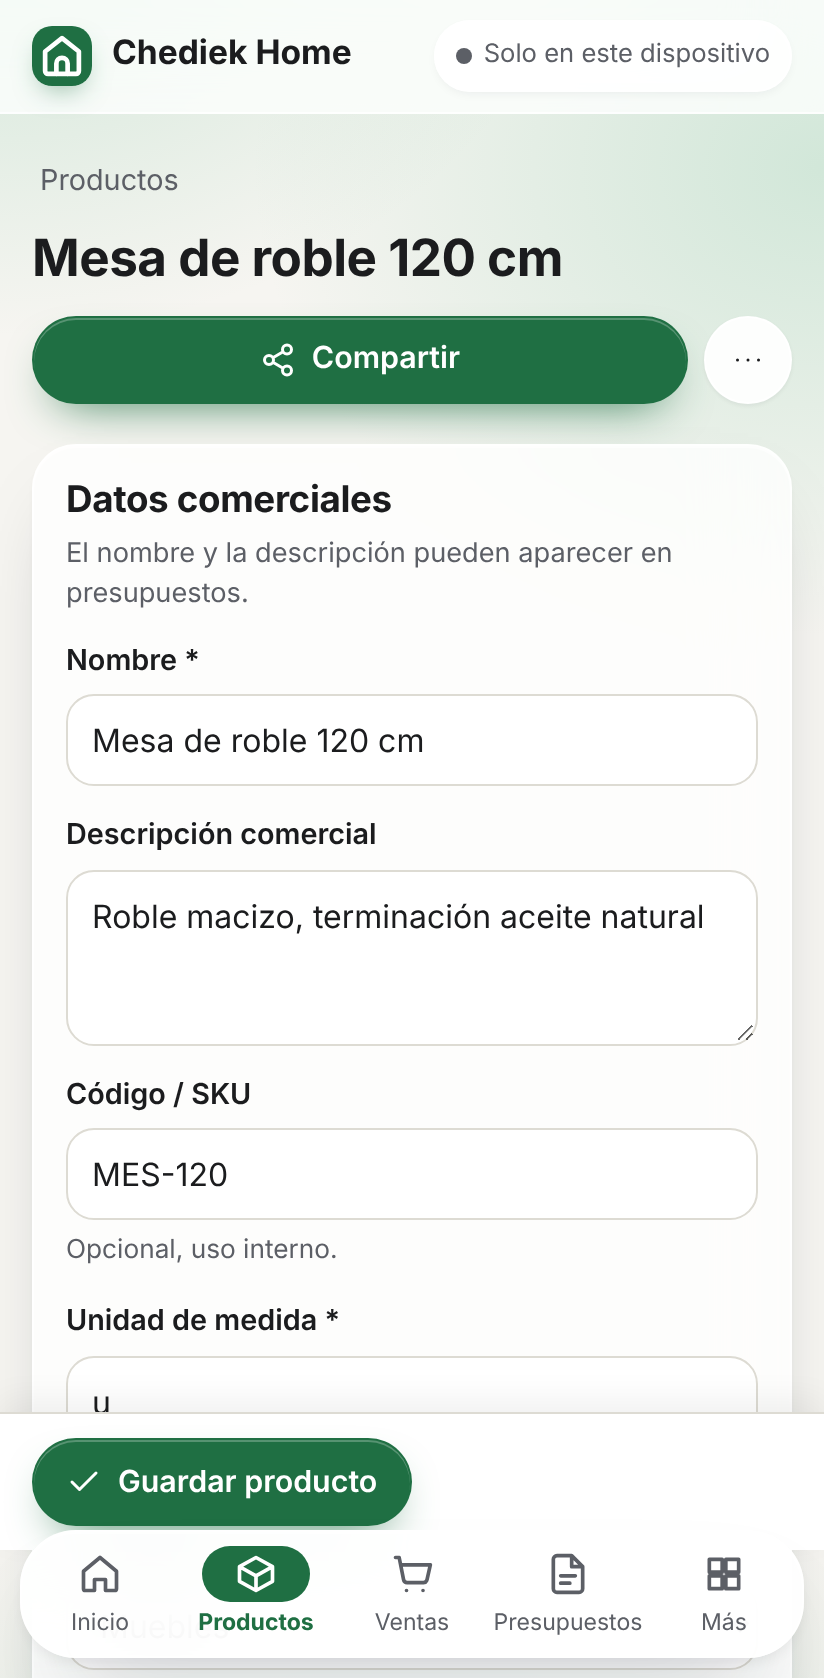 Chediek Home
Solo en este dispositivo
Productos
Mesa de roble 120 cm
Compartir
...
Datos comerciales
El nombre y la descripción pueden aparecer en
presupuestos.
Nombre *
Mesa de roble 120 cm
Descripción comercial
Roble macizo, terminación aceite natural
Código / SKU
MES-120
Opcional, uso interno.
Unidad de medida *
u
Guardar producto
Inicio
Productos
Ventas
Presupuestos
Más